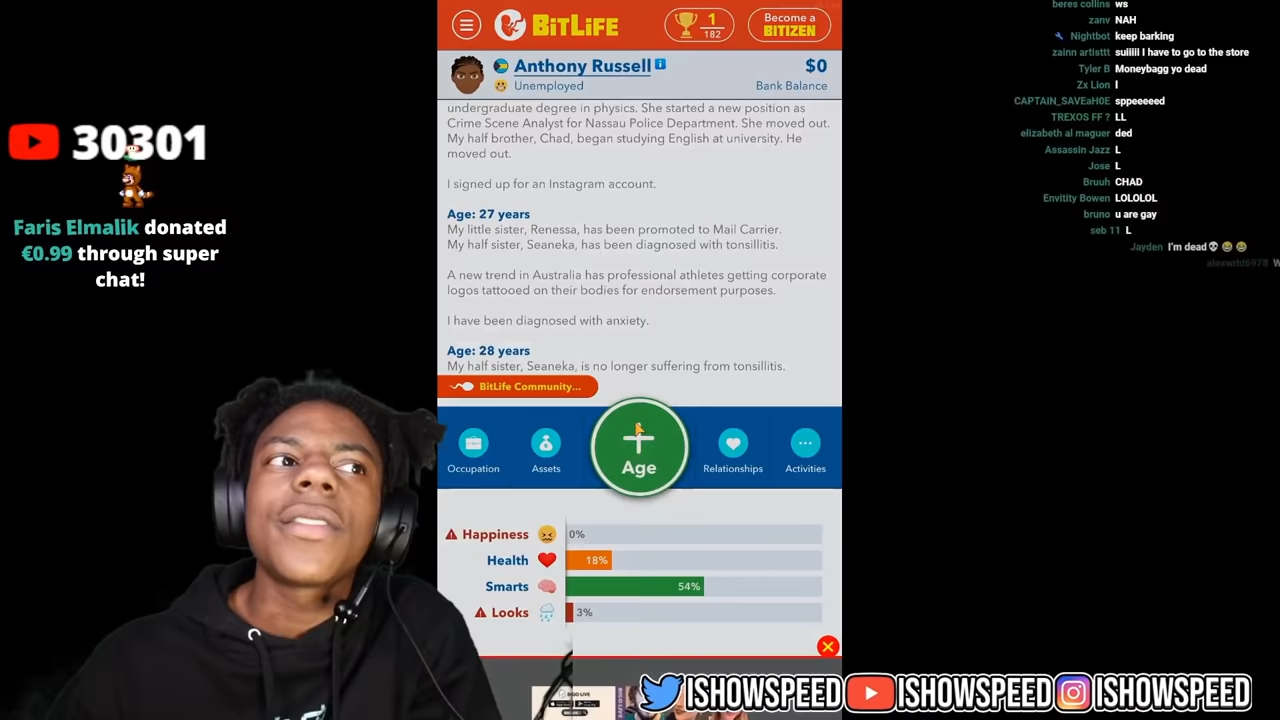 30301
Faris Elmalik donated
€0.99 through super
chat!
BITLIFE
1
182
Become a
BITIZEN
Anthony Russell
Unemployed
$0
Bank Balance
undergraduate degree in physics. She started a new position as
Crime Scene Analyst for Nassau Police Department. She moved out.
My half brother, Chad, began studying English at university. He
moved out.
I signed up for an Instagram account.
Age: 27 years
My little sister, Renessa, has been promoted to Mail Carrier.
My half sister, Seaneka, has been diagnosed with tonsillitis.
A new trend in Australia has professional athletes getting corporate
logos tattooed on their bodies for endorsement purposes.
I have been diagnosed with anxiety.
Age: 28 years
My half sister, Seaneka, is no longer suffering from tonsillitis.
BitLife Community...
Occupation
Assets
Age
Relationships
Activities
Happiness 0%
Health 18%
Smarts 54%
Looks 3%
BIGO LIVE
ISHOWSPEED
ISHOWSPEED
ISHOWSPEED
beres collins ws
zanv NAH
Nightbot keep barking
zainn artisttt suiiiii I have to go to the store
Tyler B Moneybagg yo dead
Zx Lion I
CAPTAIN_SAVEaH0E sppeeeeed
TREXOS FF ? LL
elizabeth al maguer ded
Assassin Jazz L
Jose L
Bruuh CHAD
Envitity Bowen LOLOLOL
bruno u are gay
seb 11 L
Jayden I'm dead💀😂😂
W